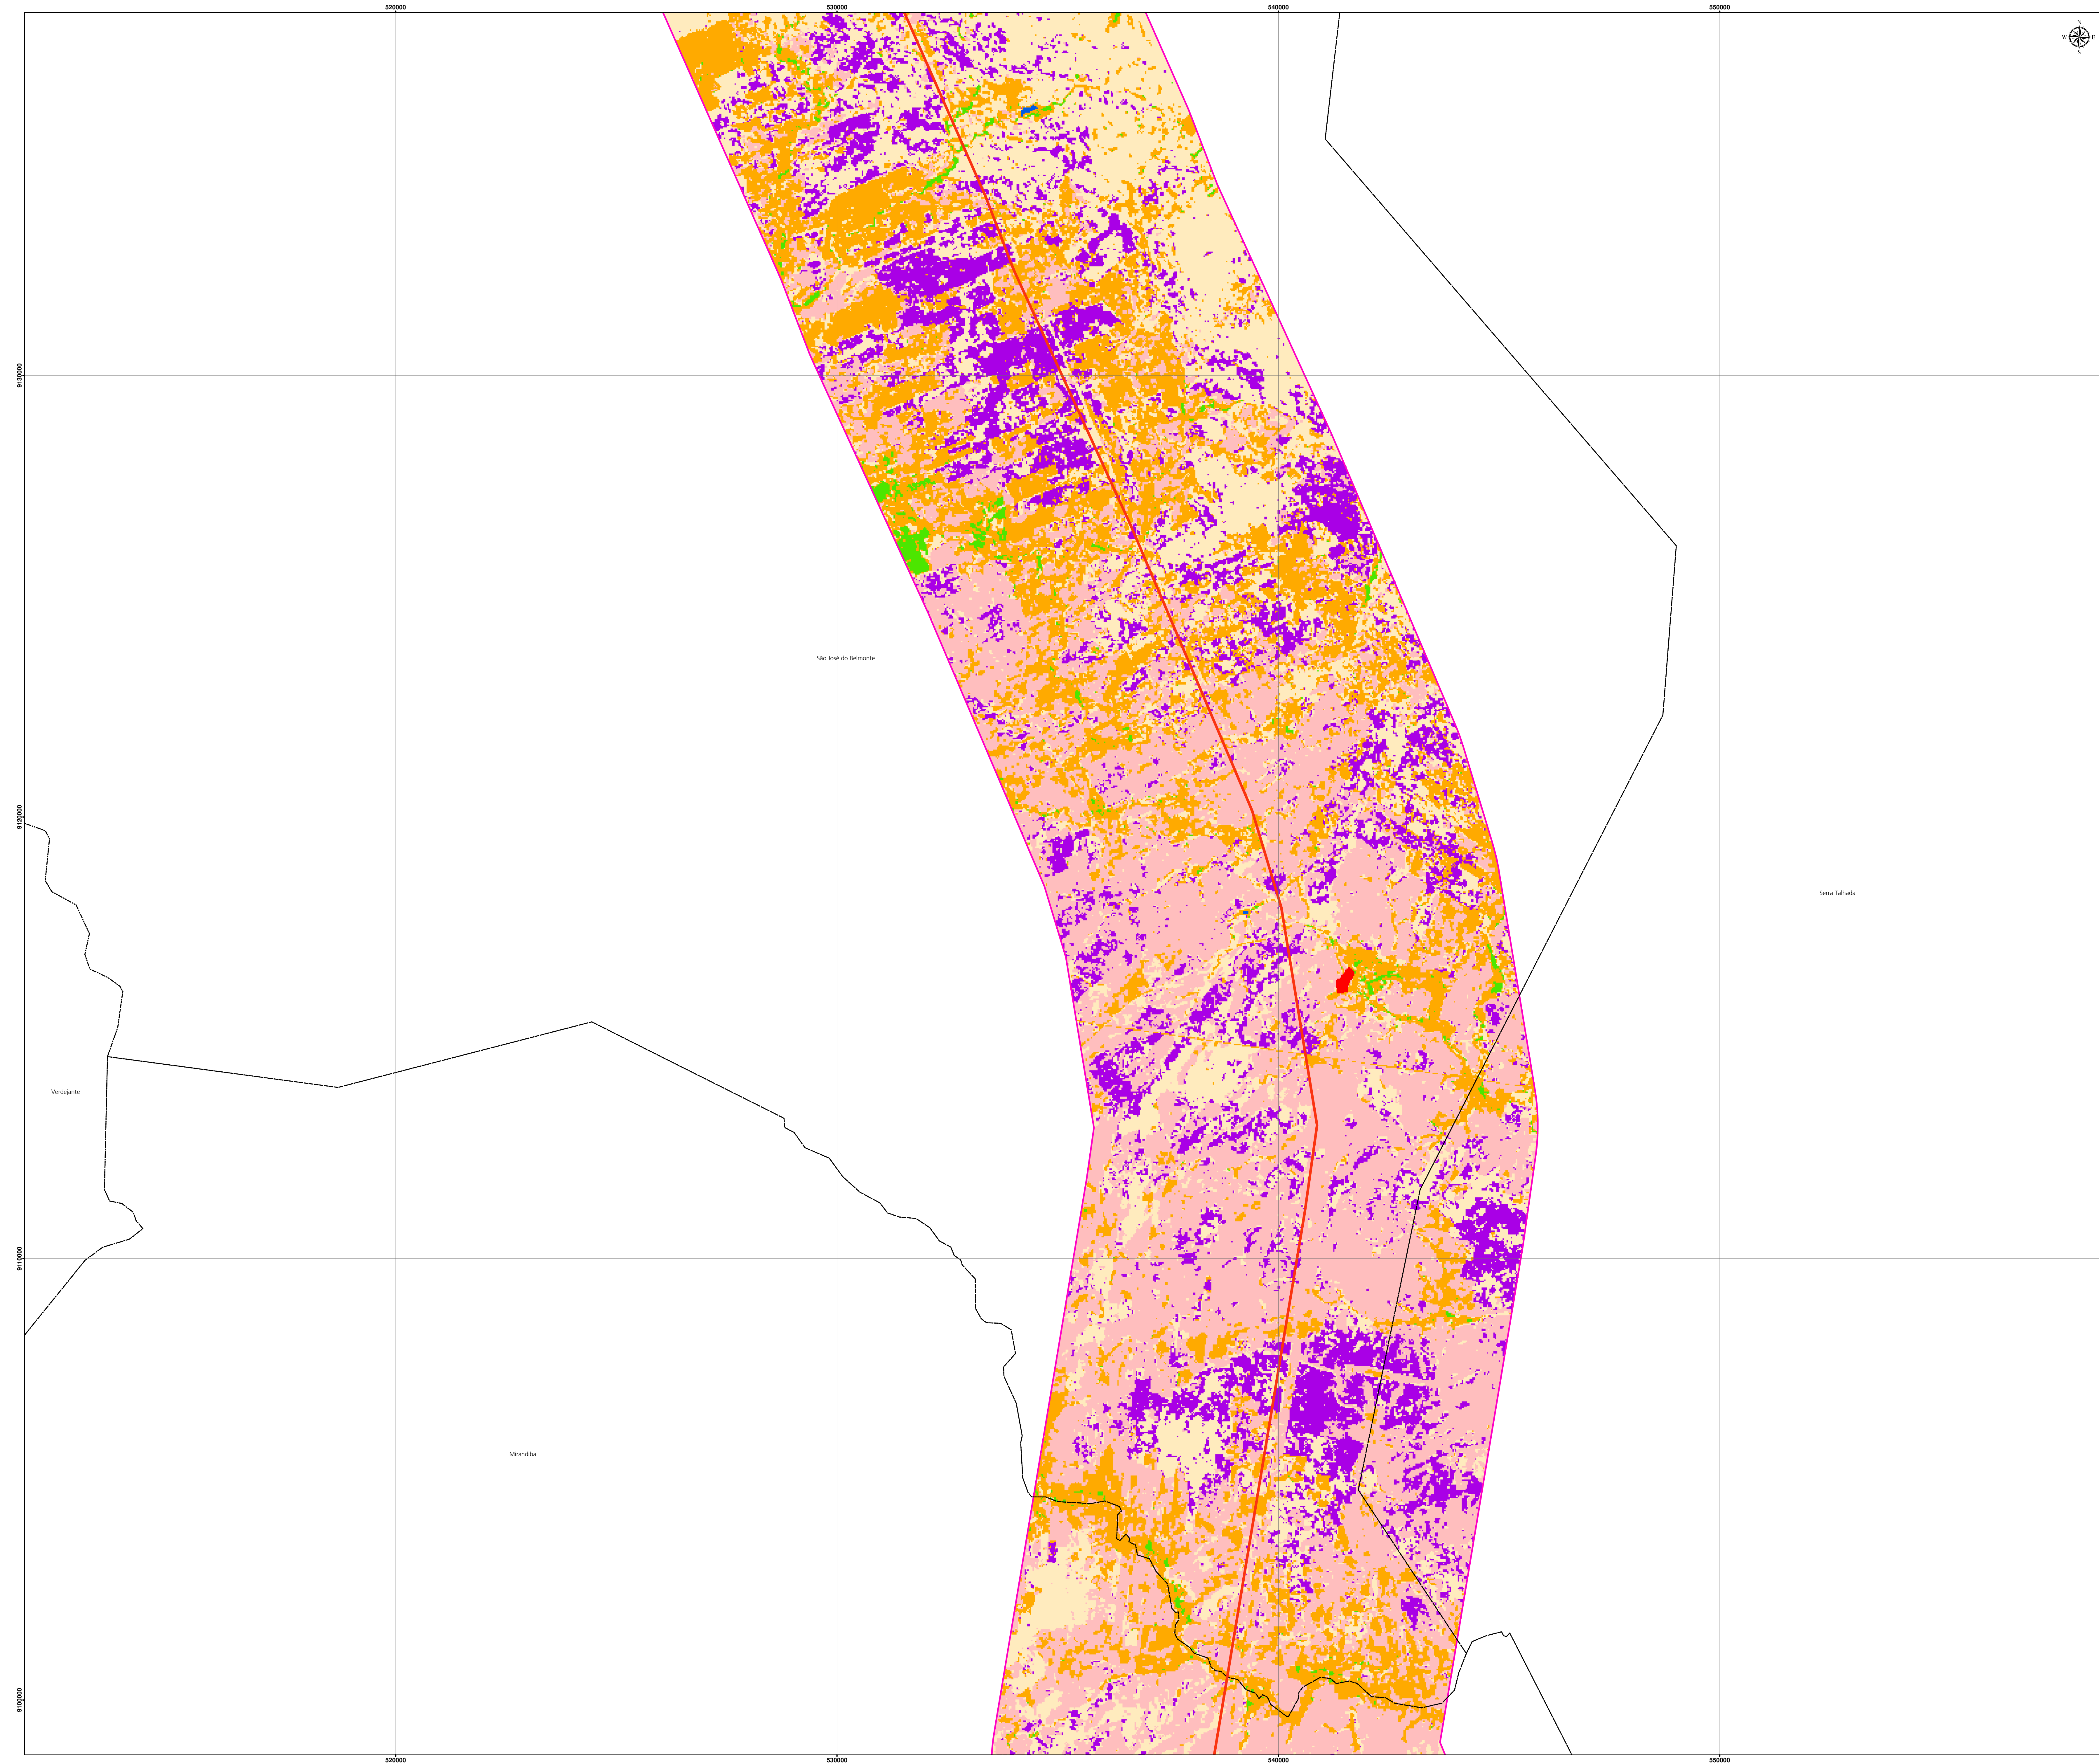 520000 530000 540000 550000
N
W E
S
9130000
São José do Belmonte
9120000
Serra Talhada
Verdejante
9110000
Mirandiba
9100000
520000 530000 540000 550000